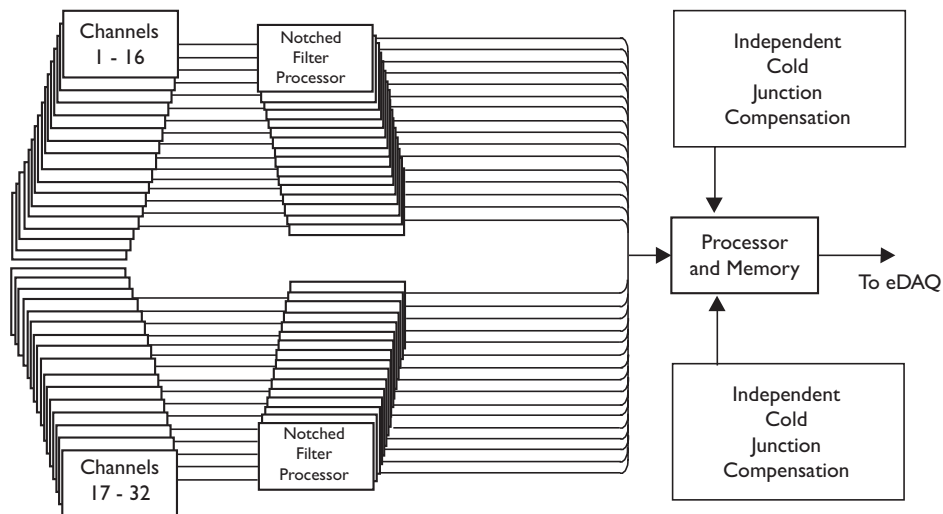 Channels
1 - 16
Notched
Filter
Processor
Independent
Cold
Junction
Compensation
Processor
and Memory
To eDAQ
Channels
17 - 32
Notched
Filter
Processor
Independent
Cold
Junction
Compensation